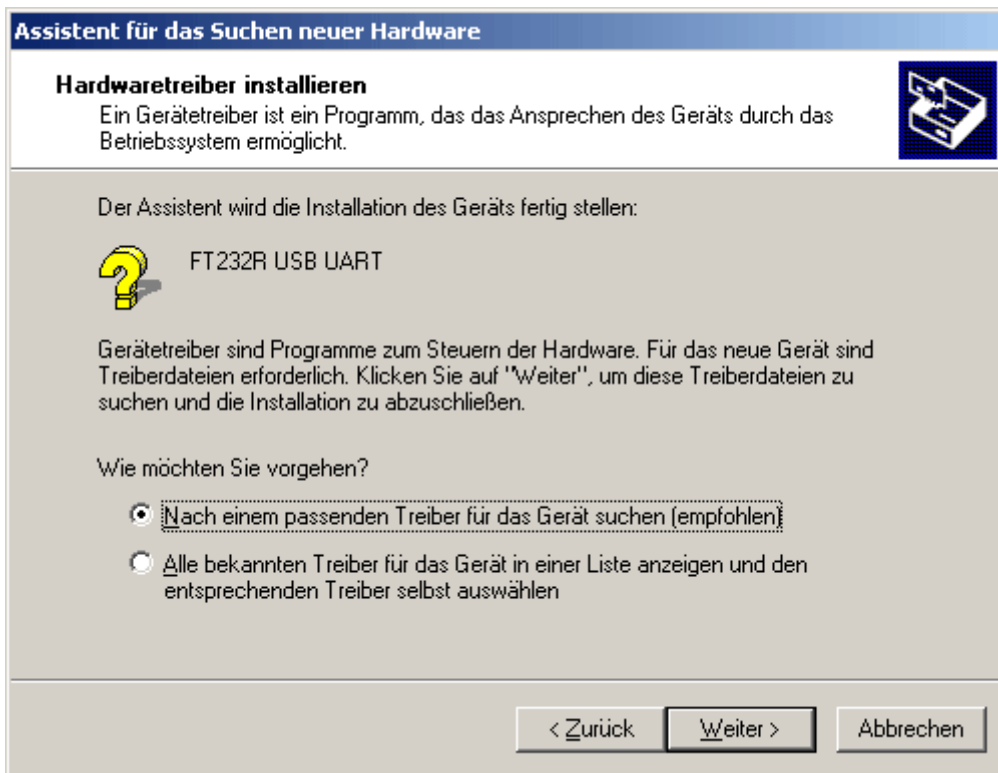 Assistent für das Suchen neuer Hardware
Hardwaretreiber installieren
Ein Gerätetreiber ist ein Programm, das das Ansprechen des Geräts durch das
Betriebssystem ermöglicht.
Der Assistent wird die Installation des Geräts fertig stellen:
FT232R USB UART
Gerätetreiber sind Programme zum Steuern der Hardware. Für das neue Gerät sind
Treiberdateien erforderlich. Klicken Sie auf "Weiter", um diese Treiberdateien zu
suchen und die Installation zu abzuschließen.
Wie möchten Sie vorgehen?
Nach einem passenden Treiber für das Gerät suchen (empfohlen)
Alle bekannten Treiber für das Gerät in einer Liste anzeigen und den
entsprechenden Treiber selbst auswählen
< Zurück Weiter > Abbrechen